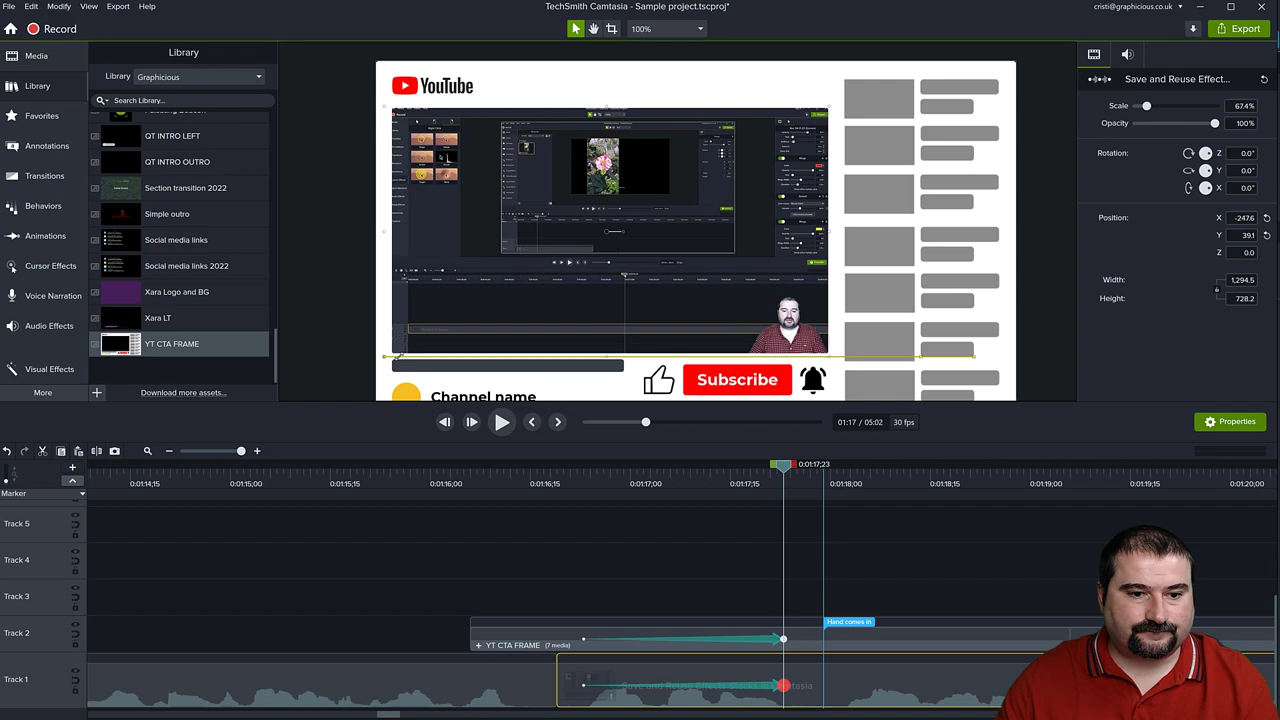 File Edit Modify View Export Help
TechSmith Camtasia - Sample project.tscproj*
cristi@graphicious.co.uk
Record
100%
Export
Media
Library
Favorites
Annotations
Transitions
Behaviors
Animations
Cursor Effects
Voice Narration
Audio Effects
Visual Effects
More
Library
Library Graphicious
Search Library...
QT INTRO LEFT
QT INTRO OUTRO
Section transition 2022
Simple outro
Social media links
Social media links 2022
Xara Logo and BG
Xara LT
YT CTA FRAME
Download more assets...
YouTube
Subscribe
Channel name
Save and Reuse Effect...
Scale 67.4%
Opacity 100%
Z 0.0°
Y 0.0°
X 0.0°
Position: X -247.6
Y 39.1
Z 0.0
Width: 1,294.5
Height: 728.2
01:17 / 05:02 30 fps
Properties
0:01:17;23
Marker
0:01:14;15 0:01:15;00 0:01:15;15 0:01:16;00 0:01:16;15 0:01:17;00 0:01:17;15 0:01:18;00 0:01:18;15 0:01:19;00 0:01:19;15 0:01:20;00
Track 5
Track 4
Track 3
Hand comes in
Track 2
YT CTA FRAME (7 media)
Track 1